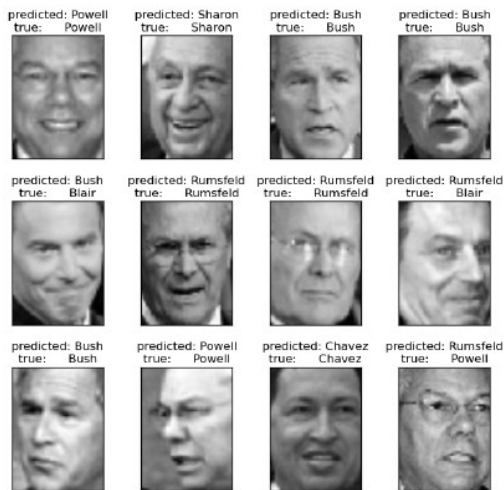 predicted: Powell
true: Powell
predicted: Sharon
true: Sharon
predicted: Bush
true: Bush
predicted: Bush
true: Bush
predicted: Bush
true: Blair
predicted: Rumsfeld
true: Rumsfeld
predicted: Rumsfeld
true: Rumsfeld
predicted: Rumsfeld
true: Blair
predicted: Bush
true: Bush
predicted: Powell
true: Powell
predicted: Chavez
true: Chavez
predicted: Rumsfeld
true: Powell